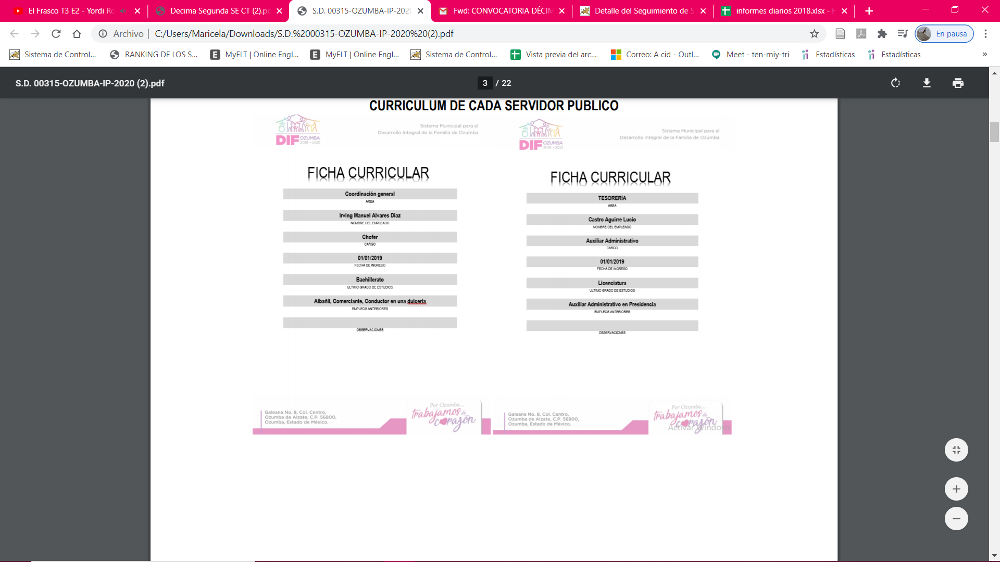 El Frasco T3 E2 - Yordi Ro
Decima Segunda SE CT (2).pd
S.D. 00315-OZUMBA-IP-2020
Fwd: CONVOCATORIA DÉCIM
Detalle del Seguimiento de S
informes diarios 2018.xlsx - H
Archivo
C:/Users/Maricela/Downloads/S.D.%2000315-OZUMBA-IP-2020%20(2).pdf
En pausa
Sistema de Control...
RANKING DE LOS S...
MyELT | Online Engl...
MyELT | Online Engl...
Sistema de Control...
Vista previa del arc...
Correo: A cid - Outl...
Meet - ten-rniy-tri
Estadísticas
Estadísticas
»
S.D. 00315-OZUMBA-IP-2020 (2).pdf
3 / 22
CURRICULUM DE CADA SERVIDOR PUBLICO
DIF OZUMBA
2019 - 2021
Sistema Municipal para el
Desarrollo Integral de la Familia de Ozumba
FICHA CURRICULAR
Coordinación general
AREA
Irving Manuel Alvares Diaz
NOMBRE DEL EMPLEADO
Chofer
CARGO
01/01/2019
FECHA DE INGRESO
Bachillerato
ULTIMO GRADO DE ESTUDIOS
Albañil, Comerciante, Conductor en una dulceria
EMPLEOS ANTERIORES
OBSERVACIONES
Galeana No. 8, Col. Centro,
Ozumba de Alzate, C.P. 56800,
Ozumba, Estado de México.
Por Ozumba...
trabajamos de
corazón
DIF OZUMBA
2019 - 2021
Sistema Municipal para el
Desarrollo Integral de la Familia de Ozumba
FICHA CURRICULAR
TESORERÍA
AREA
Castro Aguirre Lucio
NOMBRE DEL EMPLEADO
Auxiliar Administrativo
CARGO
01/01/2019
FECHA DE INGRESO
Licenciatura
ULTIMO GRADO DE ESTUDIOS
Auxiliar Administrativo en Presidencia
EMPLEOS ANTERIORES
OBSERVACIONES
Galeana No. 8, Col. Centro,
Ozumba de Alzate, C.P. 56800,
Ozumba, Estado de México.
Por Ozumba...
trabajamos de
corazón
Activar Windows